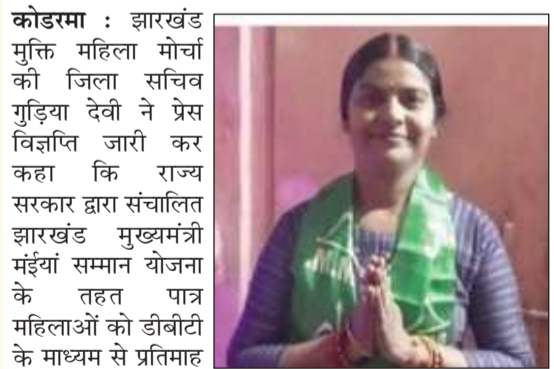 कोडरमा : झारखंड
मुक्ति महिला मोर्चा
की जिला सचिव
गुड़िया देवी ने प्रेस
विज्ञप्ति जारी कर
कहा कि राज्य
सरकार द्वारा संचालित
झारखंड मुख्यमंत्री
मंईयां सम्मान योजना
के तहत पात्र
महिलाओं को डीबीटी
के माध्यम से प्रतिमाह